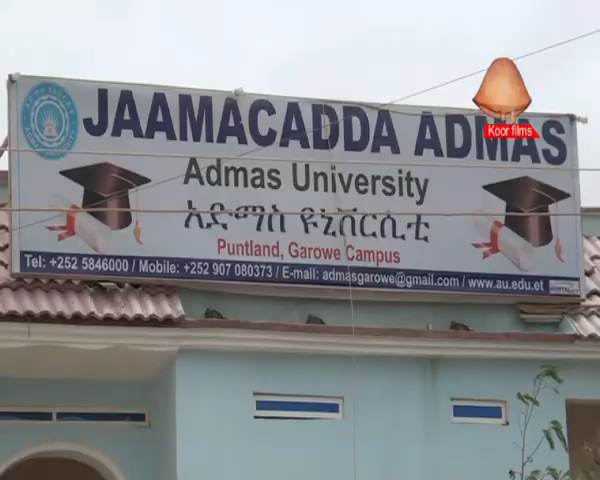 JAAMACADDA ADMAS
Koor films
Admas University
አድማስ ዩኒቨርሲቲ
Puntland, Garowe Campus
Tel: +252 5846000 / Mobile: +252 907 080373 / E-mail: admasgarowe@gmail.com / www.au.edu.et